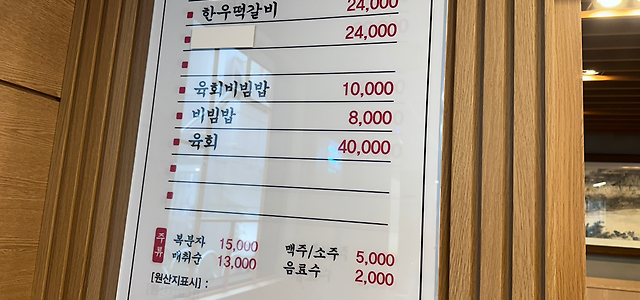 한우떡갈비 24,000
24,000
육회비빔밥 10,000
비빔밥 8,000
육회 40,000
주류
복분자 15,000 맥주/소주 5,000
매취순 13,000 음료수 2,000
[원산지표시] :